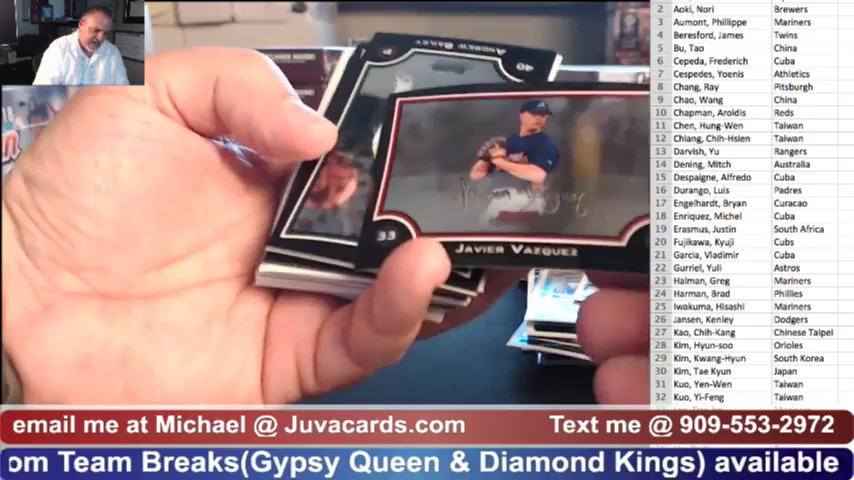 ANDREW BAILEY
40
33
JAVIER VAZQUEZ
2 Aoki, Nori Brewers
3 Aumont, Phillippe Mariners
4 Beresford, James Twins
5 Bu, Tao China
6 Cepeda, Frederich Cuba
7 Cespedes, Yoenis Athletics
8 Chang, Ray Pitsburgh
9 Chao, Wang China
10 Chapman, Aroldis Reds
11 Chen, Hung-Wen Taiwan
12 Chiang, Chih-Hsien Taiwan
13 Darvish, Yu Rangers
14 Dening, Mitch Australia
15 Despaigne, Alfredo Cuba
16 Durango, Luis Padres
17 Engelhardt, Bryan Curacao
18 Enriquez, Michel Cuba
19 Erasmus, Justin South Africa
20 Fujikawa, Kyuji Cubs
21 Garcia, Vladimir Cuba
22 Gurriel, Yuli Astros
23 Halman, Greg Mariners
24 Harman, Brad Phillies
25 Iwakuma, Hisashi Mariners
26 Jansen, Kenley Dodgers
27 Kao, Chih-Kang Chinese Taipei
28 Kim, Hyun-soo Orioles
29 Kim, Kwang-Hyun South Korea
30 Kim, Tae Kyun Japan
31 Kuo, Yen-Wen Taiwan
32 Kuo, Yi-Feng Taiwan
email me at Michael @ Juvacards.com Text me @ 909-553-2972
om Team Breaks(Gypsy Queen & Diamond Kings) available